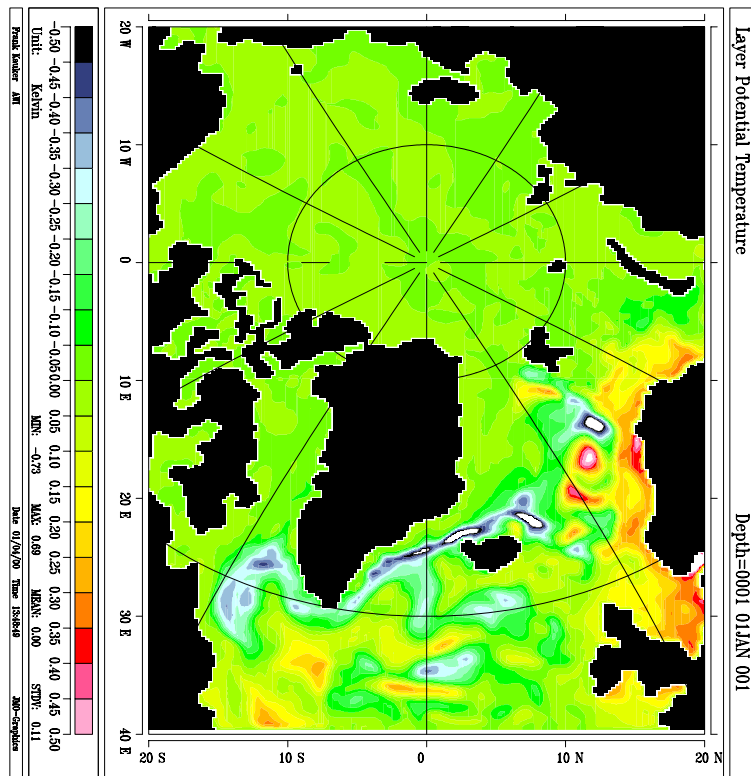 Layer Potential Temperature
Depth=0001 01JAN 001
20 W
10 W
0
10 E
20 E
30 E
40 E
20 S
10 S
0
10 N
20 N
-0.50 -0.45 -0.40 -0.35 -0.30 -0.25 -0.20 -0.15 -0.10 -0.05 0.00 0.05 0.10 0.15 0.20 0.25 0.30 0.35 0.40 0.45 0.50
Unit: Kelvin
MIN: -0.73 MAX: 0.69 MEAN: 0.00 STDV: 0.11
Frank Kauker AWI
Date 01/04/00 Time 13:48:49
JMO-Graphics